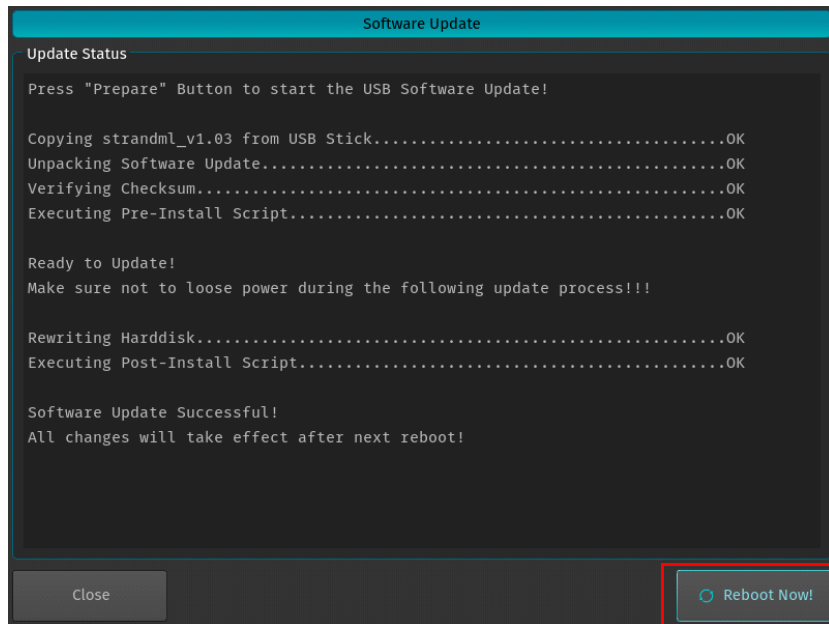 Software Update
Update Status
Press "Prepare" Button to start the USB Software Update!
Copying strandml_v1.03 from USB Stick......................................OK
Unpacking Software Update..................................................OK
Verifying Checksum.........................................................OK
Executing Pre-Install Script...............................................OK
Ready to Update!
Make sure not to loose power during the following update process!!!
Rewriting Harddisk.........................................................OK
Executing Post-Install Script..............................................OK
Software Update Successful!
All changes will take effect after next reboot!
Close
Reboot Now!